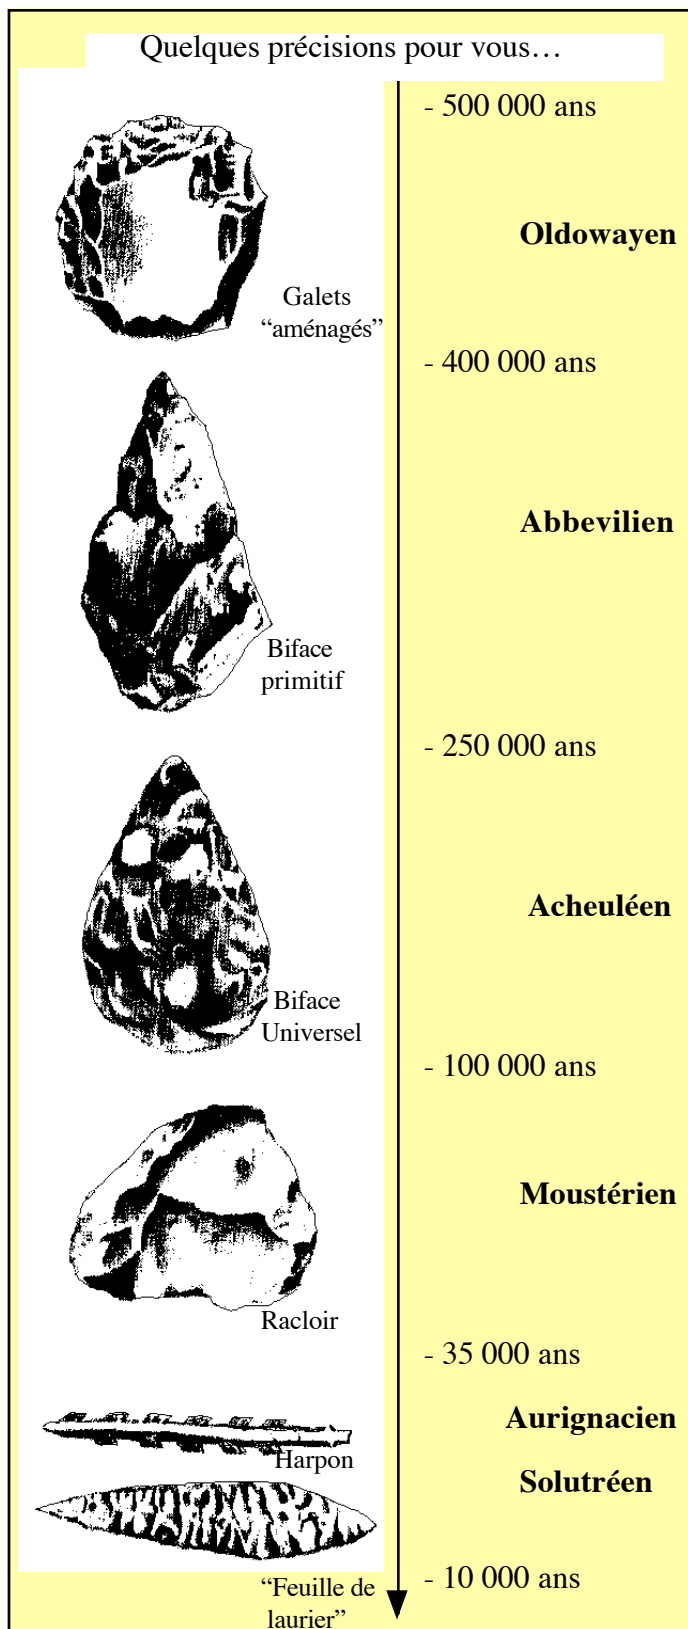 Quelques précisions pour vous…
- 500 000 ans
Oldowayen
Galets
“aménagés”
- 400 000 ans
Abbevilien
Biface
primitif
- 250 000 ans
Acheuléen
Biface
Universel
- 100 000 ans
Moustérien
Racloir
- 35 000 ans
Aurignacien
Harpon
Solutréen
- 10 000 ans
“Feuille de
laurier”